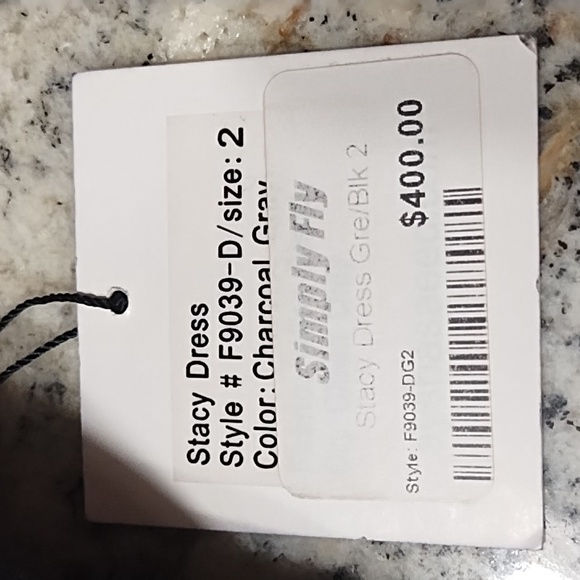 Stacy Dress
Style # F9039-D/size: 2
Color: Charcoal Gray
Simply Fly
Stacy Dress Gre/Blk 2
$400.00
Style: F9039-DG2